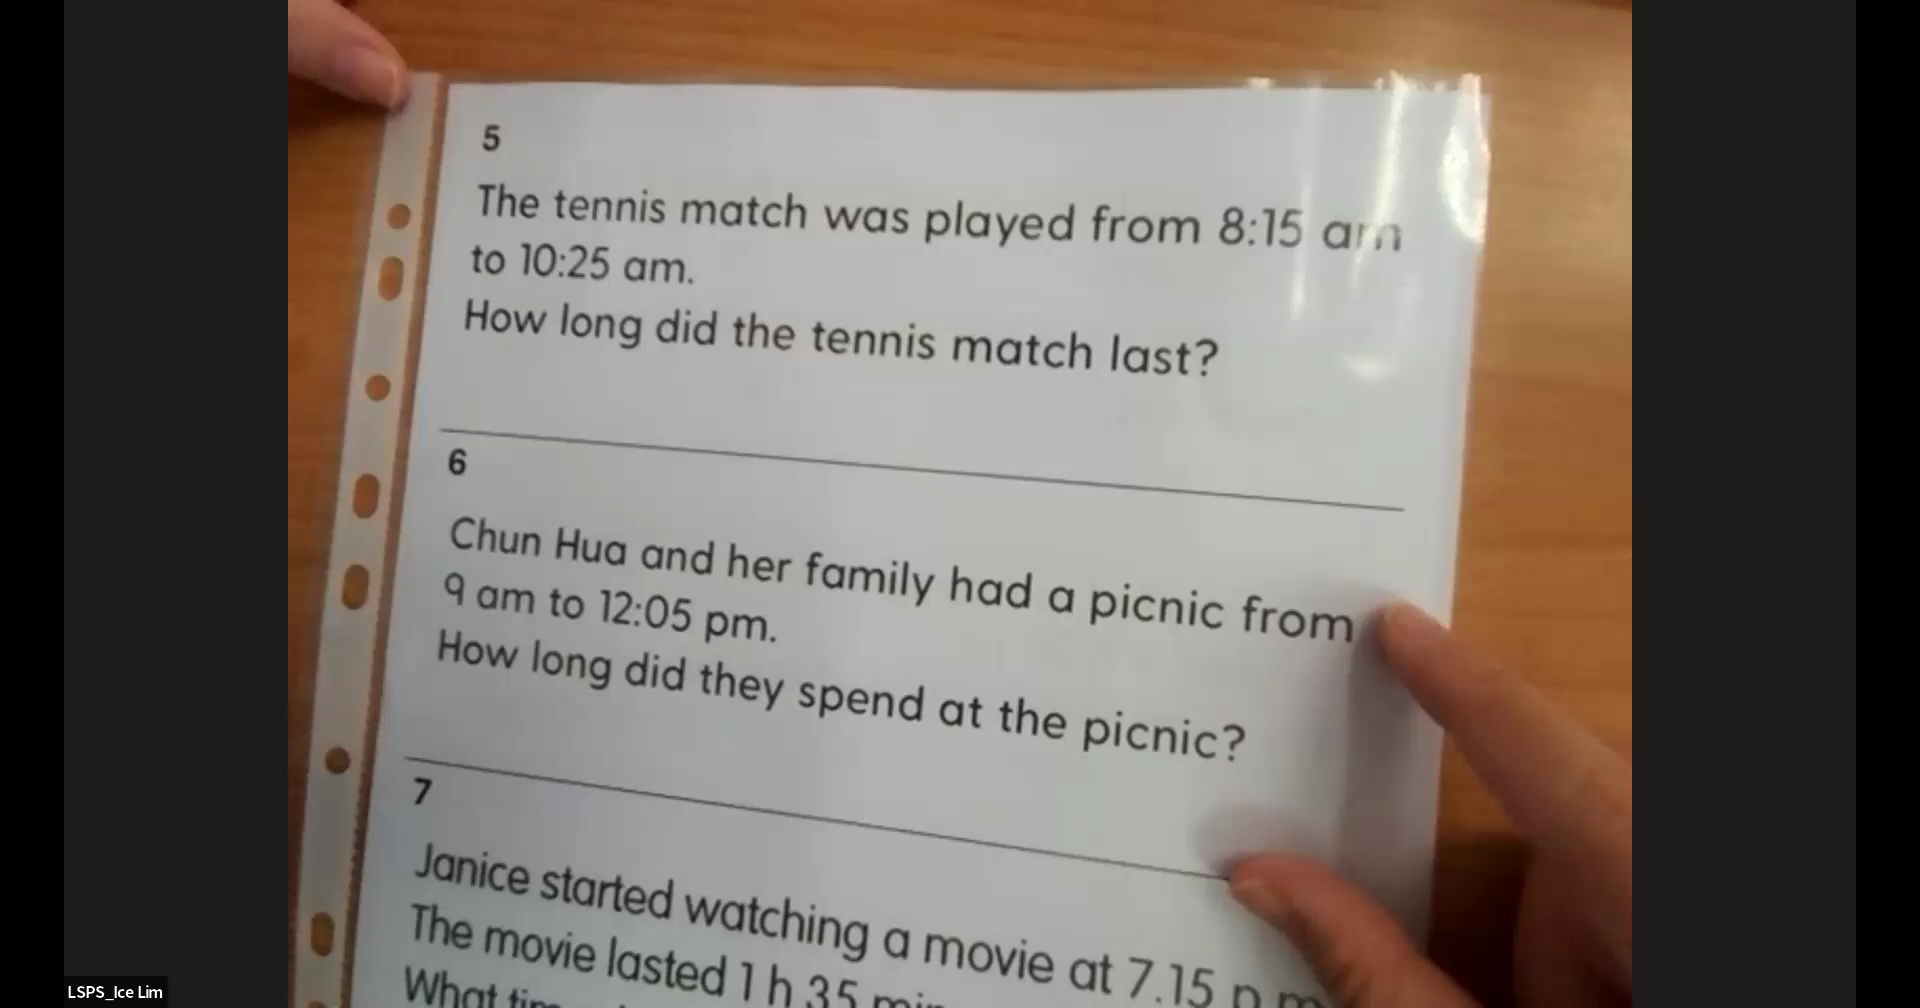 5
The tennis match was played from 8:15 am
to 10:25 am.
How long did the tennis match last?
6
Chun Hua and her family had a picnic from
9 am to 12:05 pm.
How long did they spend at the picnic?
7
Janice started watching a movie at 7.15 p m
The movie lasted 1 h 35 min
What
LSPS_Ice Lim